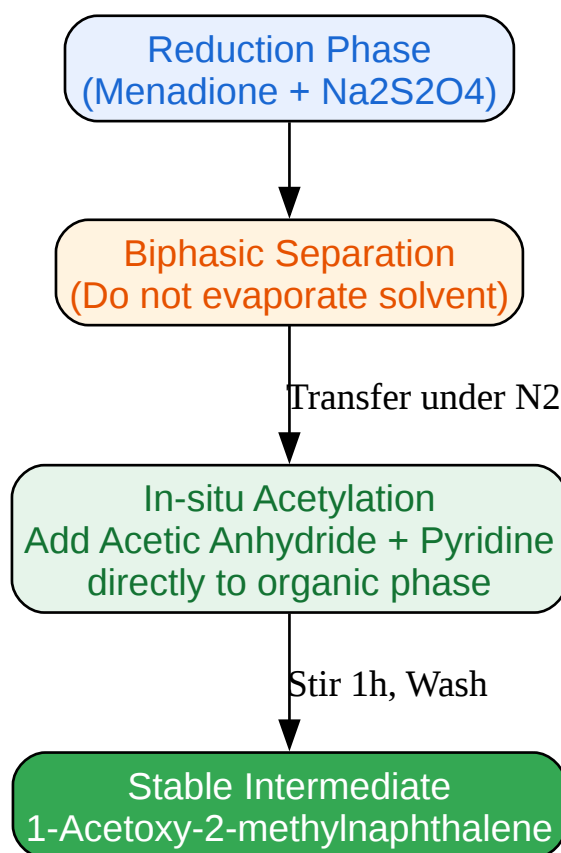 Reduction Phase
(Menadione + Na2S2O4)
Biphasic Separation
(Do not evaporate solvent)
Transfer under N2
In-situ Acetylation
Add Acetic Anhydride + Pyridine
directly to organic phase
Stir 1h, Wash
Stable Intermediate
1-Acetoxy-2-methylnaphthalene